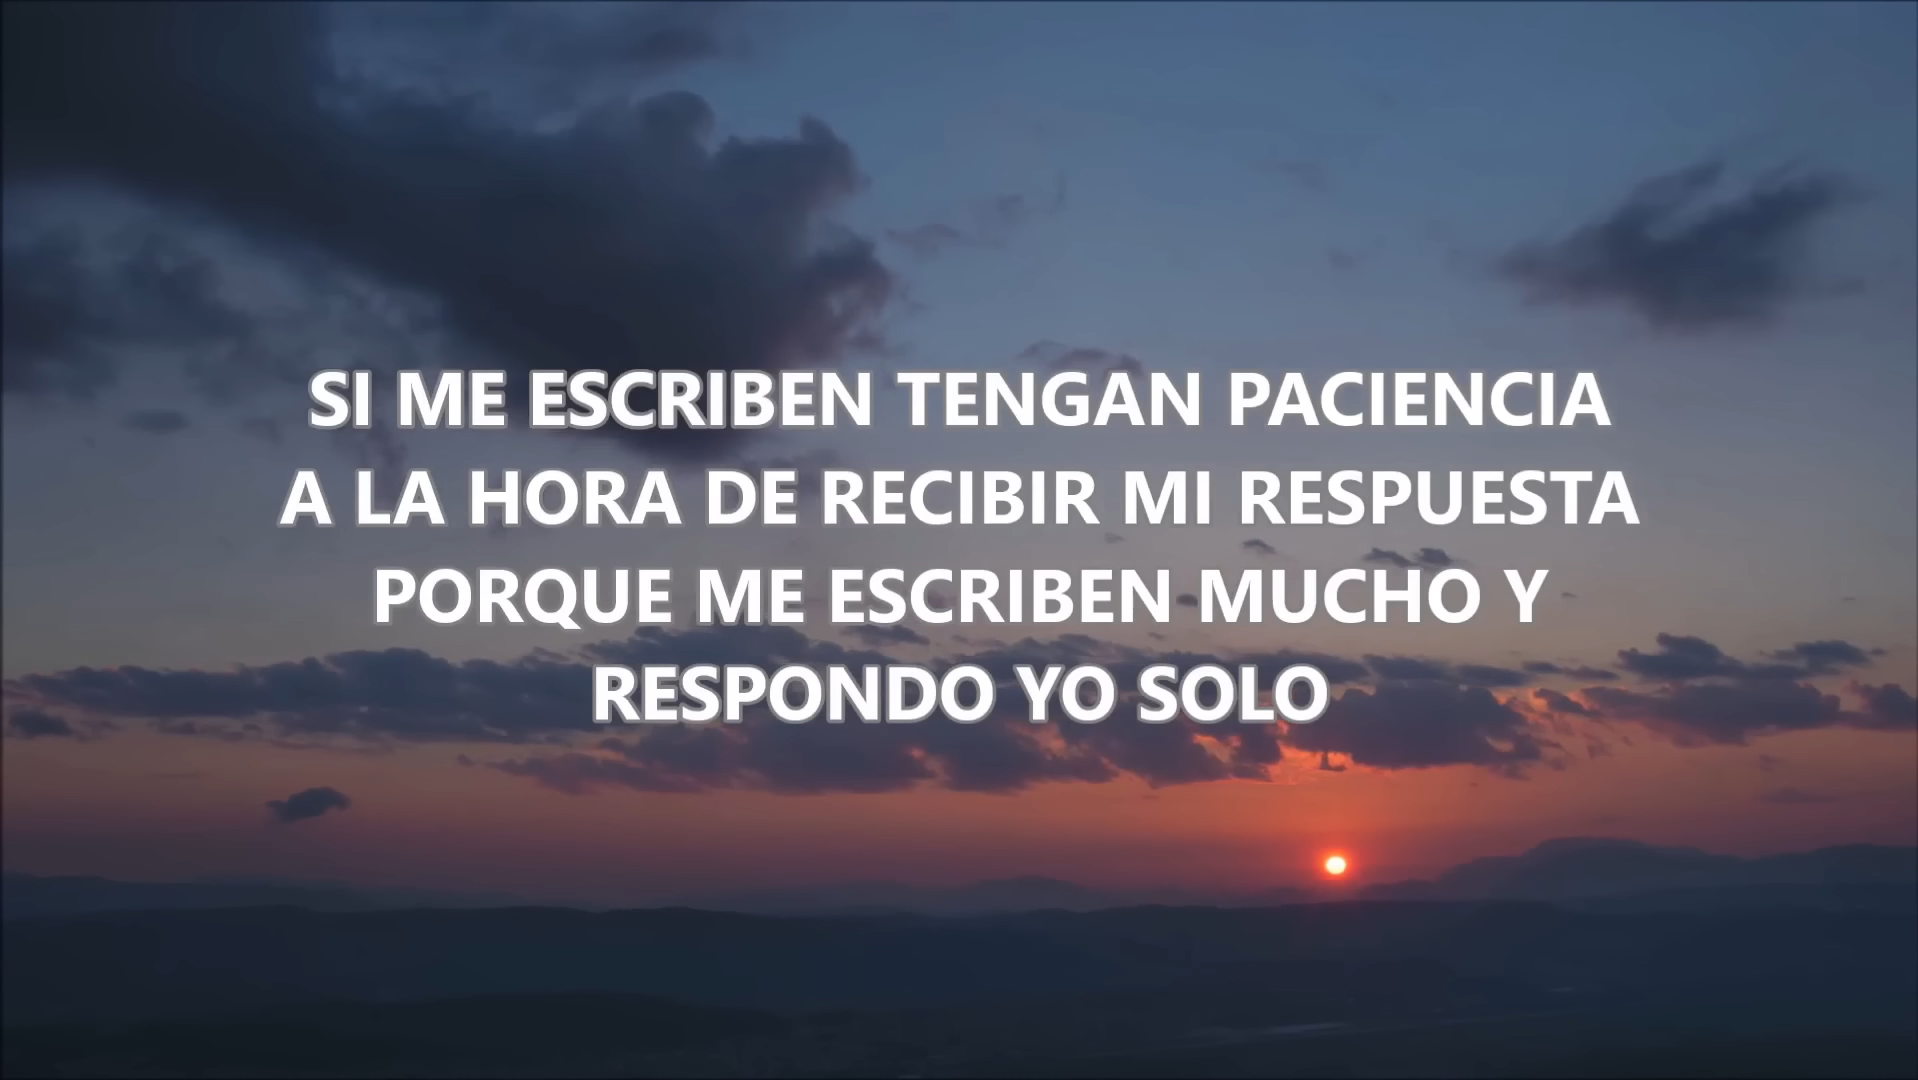 SI ME ESCRIBEN TENGAN PACIENCIA
A LA HORA DE RECIBIR MI RESPUESTA
PORQUE ME ESCRIBEN MUCHO Y
RESPONDO YO SOLO